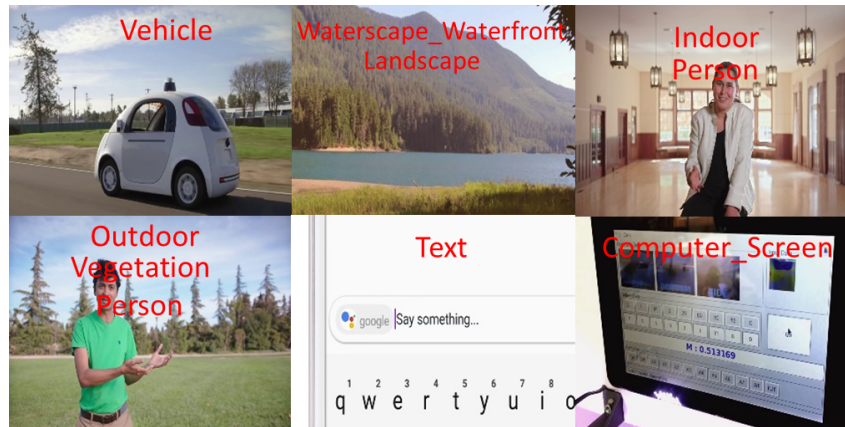 Vehicle
Waterscape_Waterfront
Landscape
Indoor
Person
Outdoor
Vegetation
Person
Text
google Say something...
1 2 3 4 5 6 7 8
q w e r t y u i o
Computer_Screen
M : 0.513169